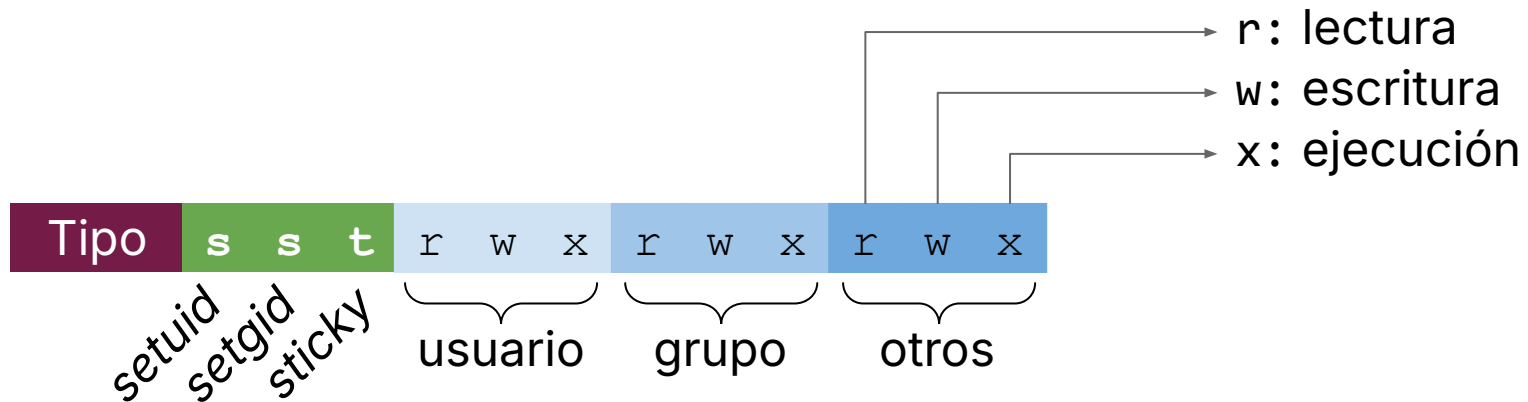 r: lectura
w: escritura
x: ejecución
Tipo s s t r w x r w x r w x
setuid
setgid
sticky
usuario grupo otros